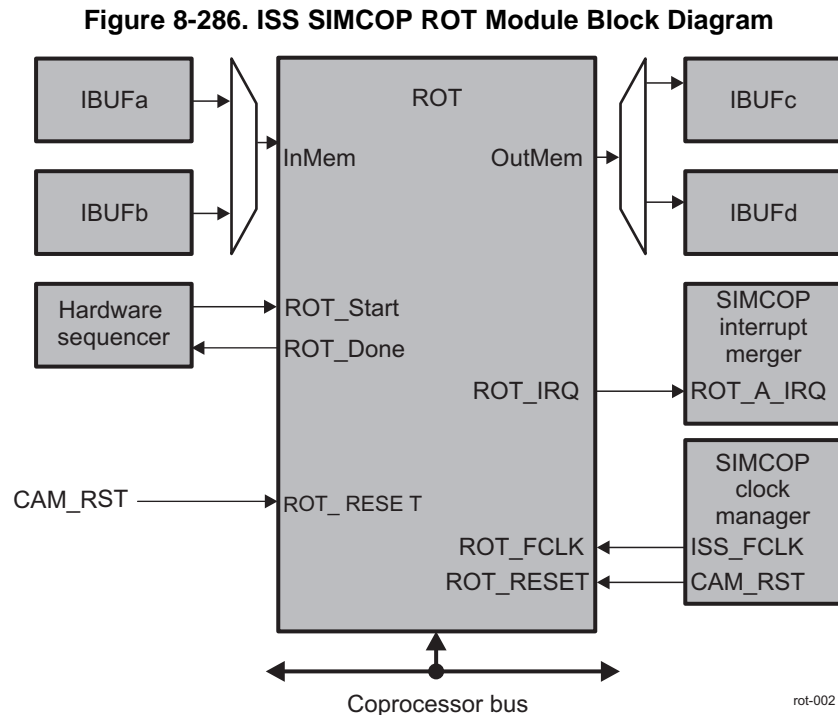 Figure 8-286. ISS SIMCOP ROT Module Block Diagram
IBUFa
ROT
IBUFc
InMem
OutMem
IBUFb
IBUFd
Hardware
sequencer
ROT_Start
ROT_Done
SIMCOP
interrupt
merger
ROT_IRQ
ROT_A_IRQ
CAM_RST
ROT_ RESE T
SIMCOP
clock
manager
ROT_FCLK
ISS_FCLK
ROT_RESET
CAM_RST
Coprocessor bus
rot-002